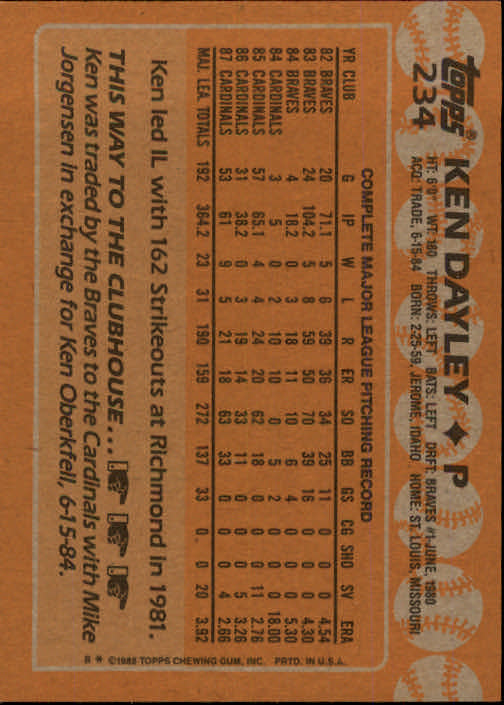 topps® KEN DAYLEY ◆ P
234
HT: 6'0" WT: 180 THROWS: LEFT BATS: LEFT DRFT: BRAVES #1-JUNE, 1980
ACQ: TRADE, 6-15-84 BORN: 2-25-59, JEROME, IDAHO HOME: ST. LOUIS, MISSOURI
COMPLETE MAJOR LEAGUE PITCHING RECORD
YR CLUB G IP W L R ER SO BB GS CG SHO SV ERA
82 BRAVES 20 71.1 5 6 39 36 34 25 11 0 0 0 4.54
83 BRAVES 24 104.2 5 8 59 50 70 39 16 0 0 0 4.30
84 BRAVES 4 18.2 0 3 18 11 10 6 4 0 0 0 5.30
84 CARDINALS 3 5 0 2 10 10 0 5 2 0 0 0 18.00
85 CARDINALS 57 65.1 4 4 24 20 62 18 0 0 0 11 2.76
86 CARDINALS 31 38.2 0 3 19 14 33 11 0 0 0 5 3.26
87 CARDINALS 53 61 9 5 21 18 63 33 0 0 0 4 2.66
MAJ. LEA. TOTALS 192 364.2 23 31 190 159 272 137 33 0 0 20 3.92
Ken led IL with 162 Strikeouts at Richmond in 1981.
THIS WAY TO THE CLUBHOUSE . . .
Ken was traded by the Braves to the Cardinals with Mike
Jorgensen in exchange for Ken Oberkfell, 6-15-84.
B * ©1988 TOPPS CHEWING GUM, INC. PRTD. IN U.S.A.